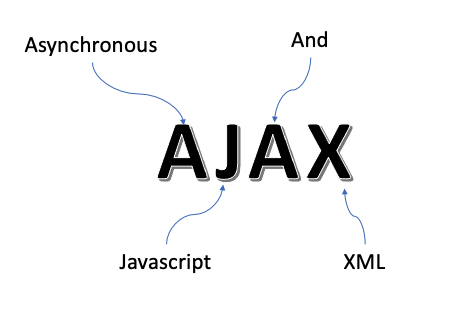 Asynchronous
And
AJAX
Javascript
XML